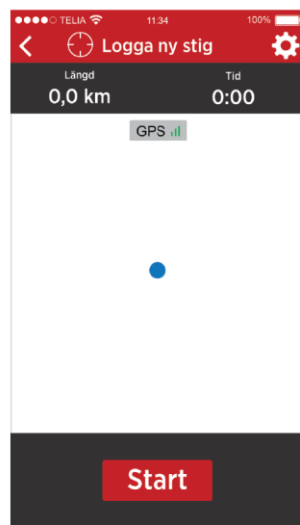 TELIA 11:34 100%
Logga ny stig
Längd Tid
0,0 km 0:00
GPS
Start